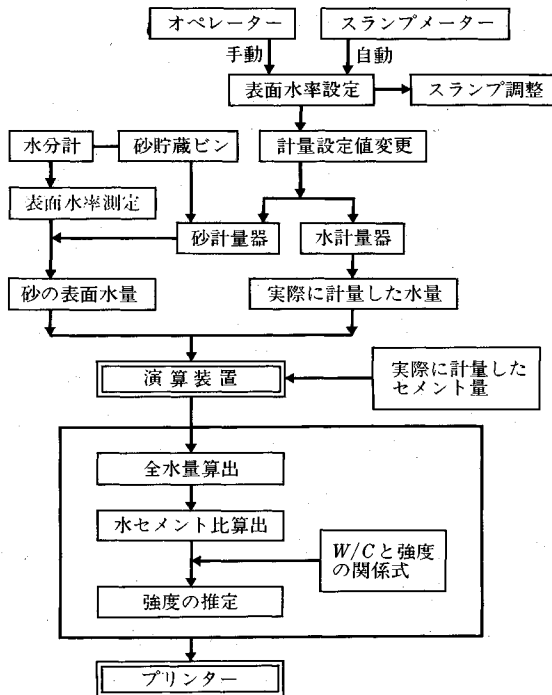 オペレーター
スランプメーター
手動
自動
表面水率設定
スランプ調整
水分計
砂貯蔵ビン
計量設定値変更
表面水率測定
砂計量器
水計量器
砂の表面水量
実際に計量した水量
演算装置
実際に計量した
セメント量
全水量算出
水セメント比算出
W/Cと強度
の関係式
強度の推定
プリンター